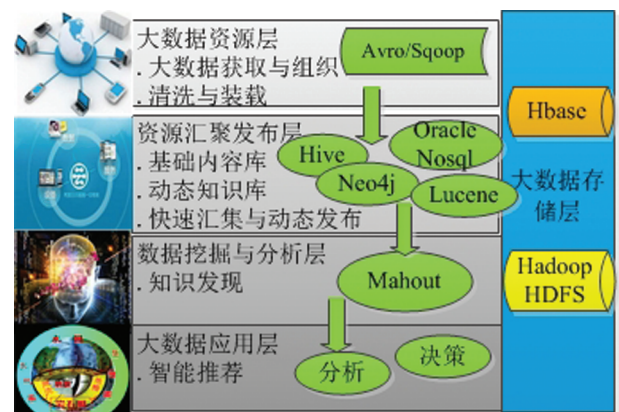 大数据资源层
. 大数据获取与组织
. 清洗与装载
Avro/Sqoop
资源汇聚发布层
. 基础内容库
. 动态知识库
. 快速汇集与动态发布
Hive
Oracle
Nosql
Neo4j
Lucene
数据挖掘与分析层
. 知识发现
Mahout
大数据应用层
. 智能推荐
分析
决策
Hbase
大数据存
储层
Hadoop
HDFS